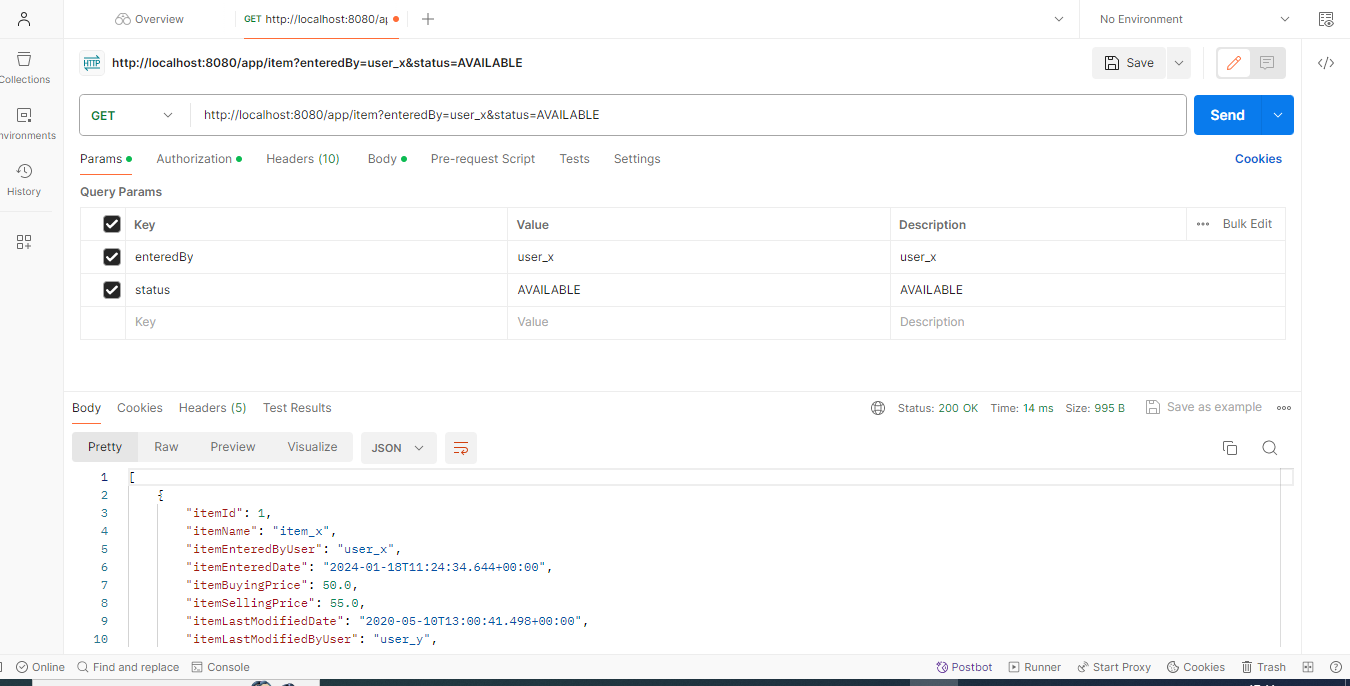 Overview GET http://localhost:8080/a No Environment
http://localhost:8080/app/item?enteredBy=user_x&status=AVAILABLE Save
Collections
GET http://localhost:8080/app/item?enteredBy=user_x&status=AVAILABLE Send
nvironments
Params Authorization Headers (10) Body Pre-request Script Tests Settings Cookies
History
Query Params
Key Value Description Bulk Edit
enteredBy user_x user_x
status AVAILABLE AVAILABLE
Key Value Description
Body Cookies Headers (5) Test Results Status: 200 OK Time: 14 ms Size: 995 B Save as example
Pretty Raw Preview Visualize JSON
1 [
2 {
3 "itemId": 1,
4 "itemName": "item_x",
5 "itemEnteredByUser": "user_x",
6 "itemEnteredDate": "2024-01-18T11:24:34.644+00:00",
7 "itemBuyingPrice": 50.0,
8 "itemSellingPrice": 55.0,
9 "itemLastModifiedDate": "2020-05-10T13:00:41.498+00:00",
10 "itemLastModifiedByUser": "user_y",
Online Find and replace Console Postbot Runner Start Proxy Cookies Trash